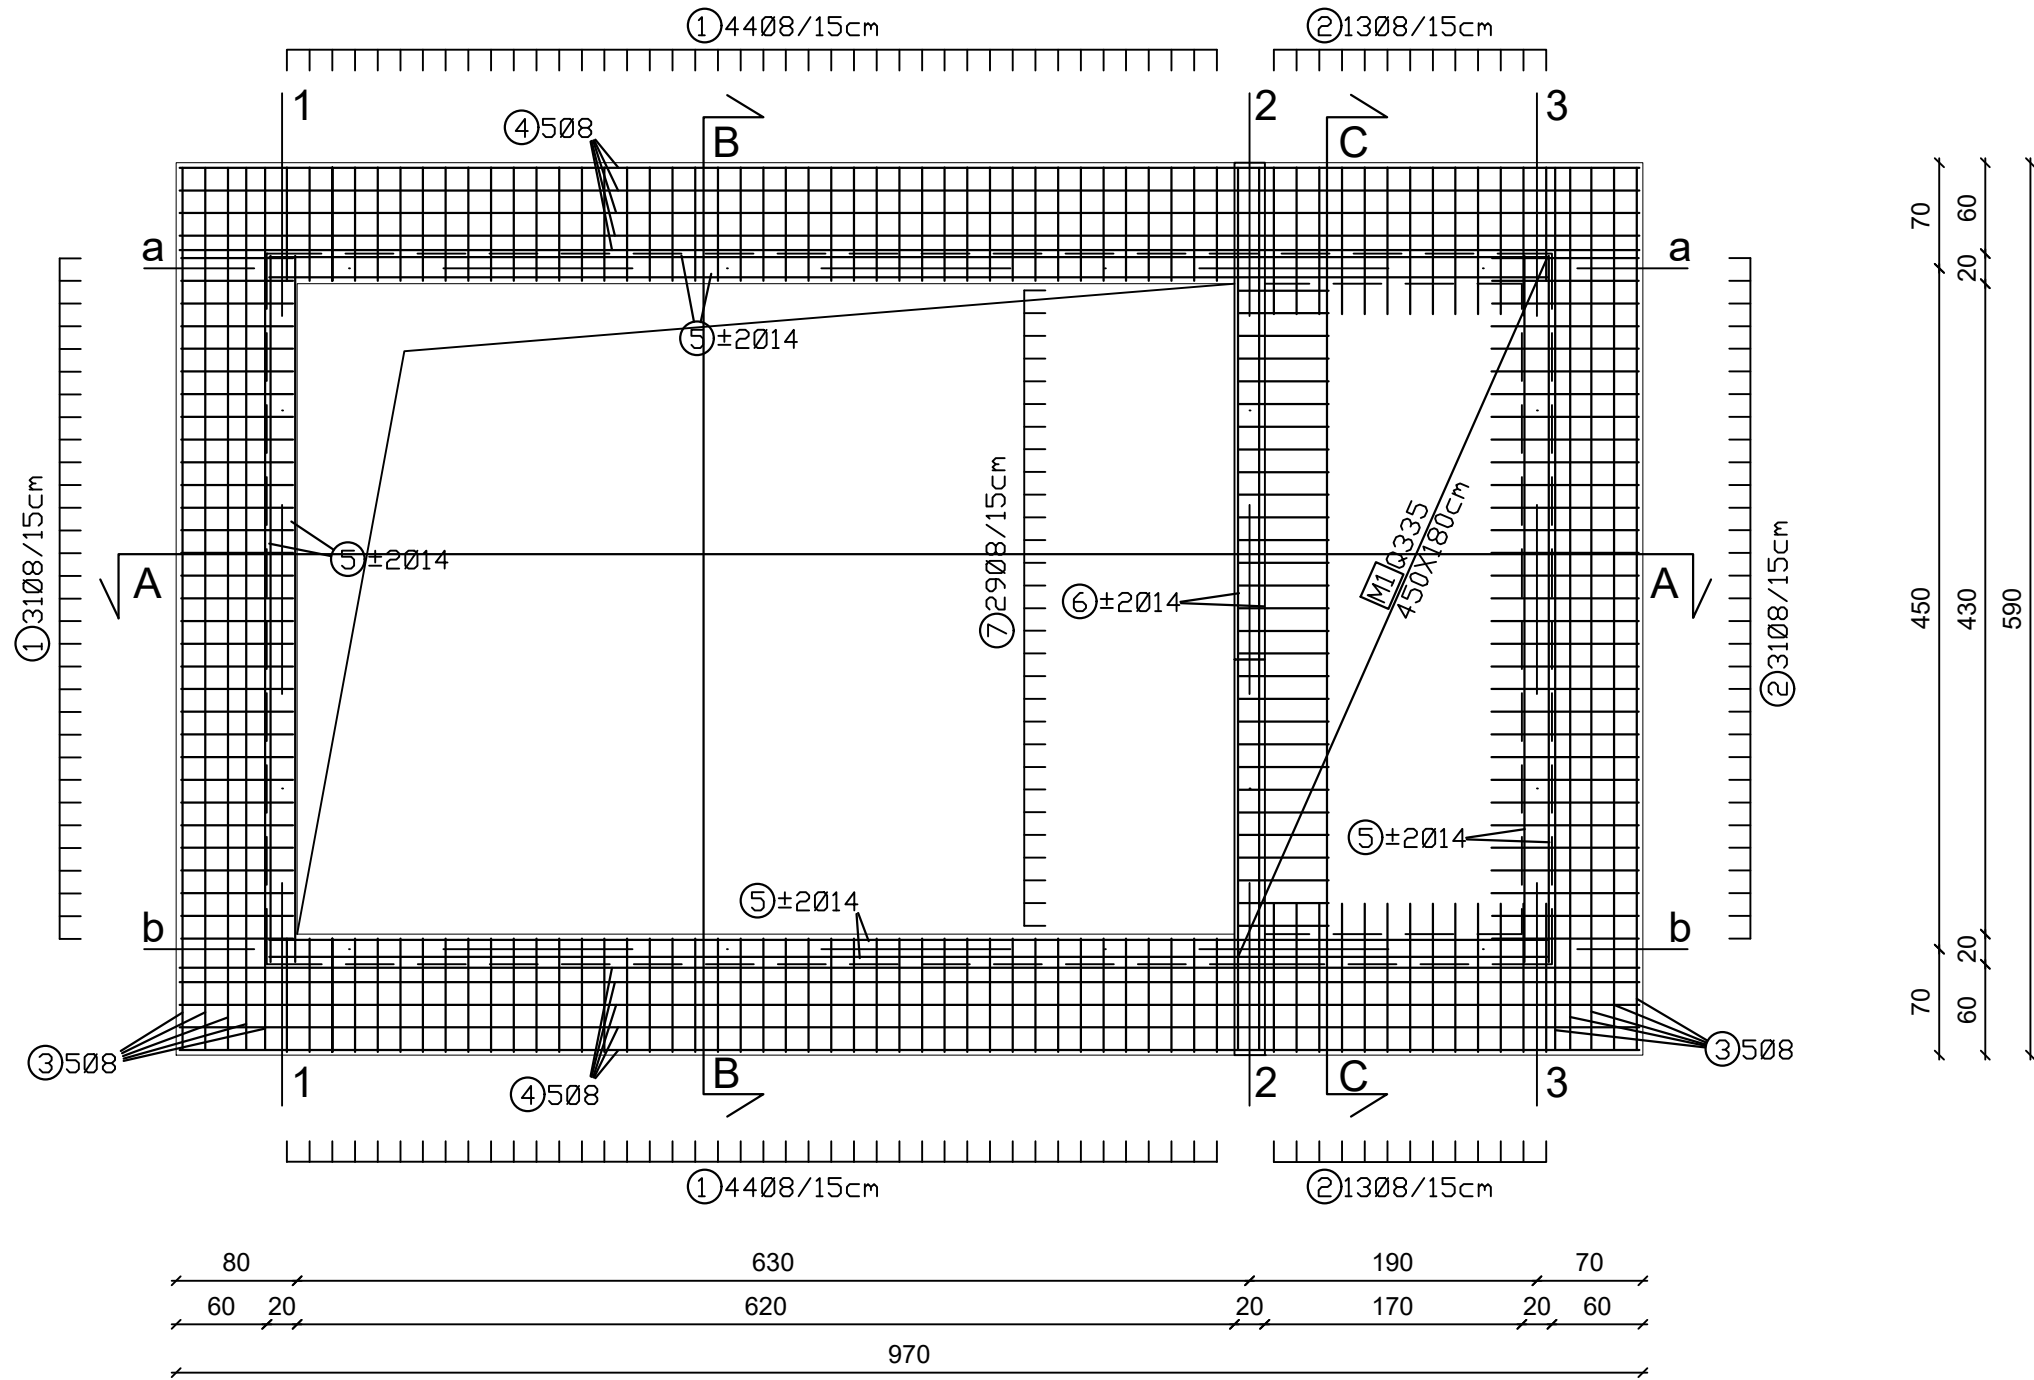 ①44Ø8/15cm
②13Ø8/15cm
1
2
3
④5Ø8
B
C
a
a
⑤±2Ø14
①31Ø8/15cm
⑤±2Ø14
⑦29Ø8/15cm
⑥±2Ø14
M1 Q335
450X180cm
②31Ø8/15cm
A
A
⑤±2Ø14
⑤±2Ø14
b
b
③5Ø8
④5Ø8
③5Ø8
1
B
2
C
3
①44Ø8/15cm
②13Ø8/15cm
70
60
20
450
430
590
20
70
60
80
630
190
70
60
20
620
20
170
20
60
970